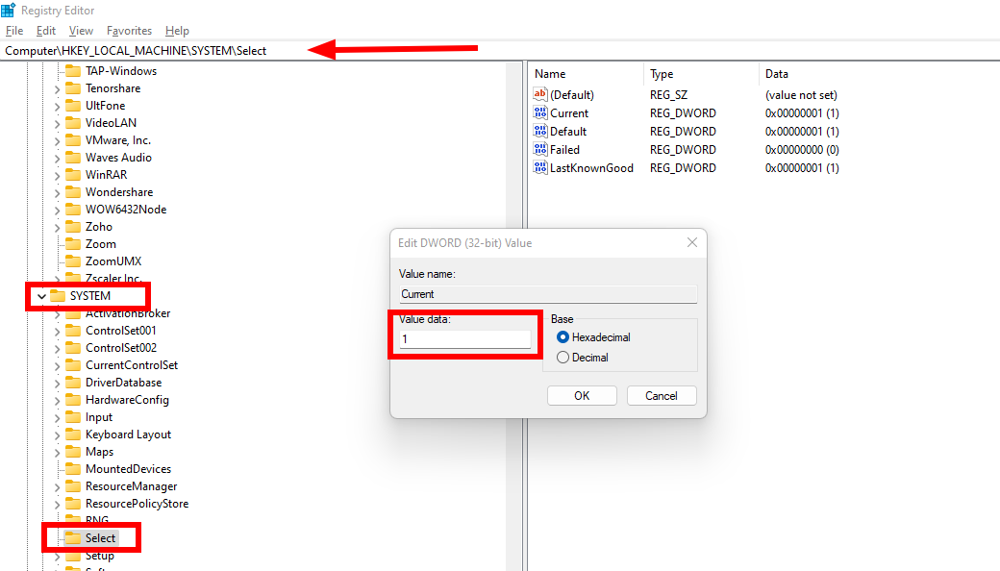 Registry Editor
File Edit View Favorites Help
Computer\HKEY_LOCAL_MACHINE\SYSTEM\Select
TAP-Windows
Tenorshare
UltFone
VideoLAN
VMware, Inc.
Waves Audio
WinRAR
Wondershare
WOW6432Node
Zoho
Zoom
ZoomUMX
Zscaler Inc.
SYSTEM
ActivationBroker
ControlSet001
ControlSet002
CurrentControlSet
DriverDatabase
HardwareConfig
Input
Keyboard Layout
Maps
MountedDevices
ResourceManager
ResourcePolicyStore
RNG
Select
Setup
Name Type Data
(Default) REG_SZ (value not set)
Current REG_DWORD 0x00000001 (1)
Default REG_DWORD 0x00000001 (1)
Failed REG_DWORD 0x00000000 (0)
LastKnownGood REG_DWORD 0x00000001 (1)
Edit DWORD (32-bit) Value
Value name:
Current
Value data:
1
Base
Hexadecimal
Decimal
OK Cancel